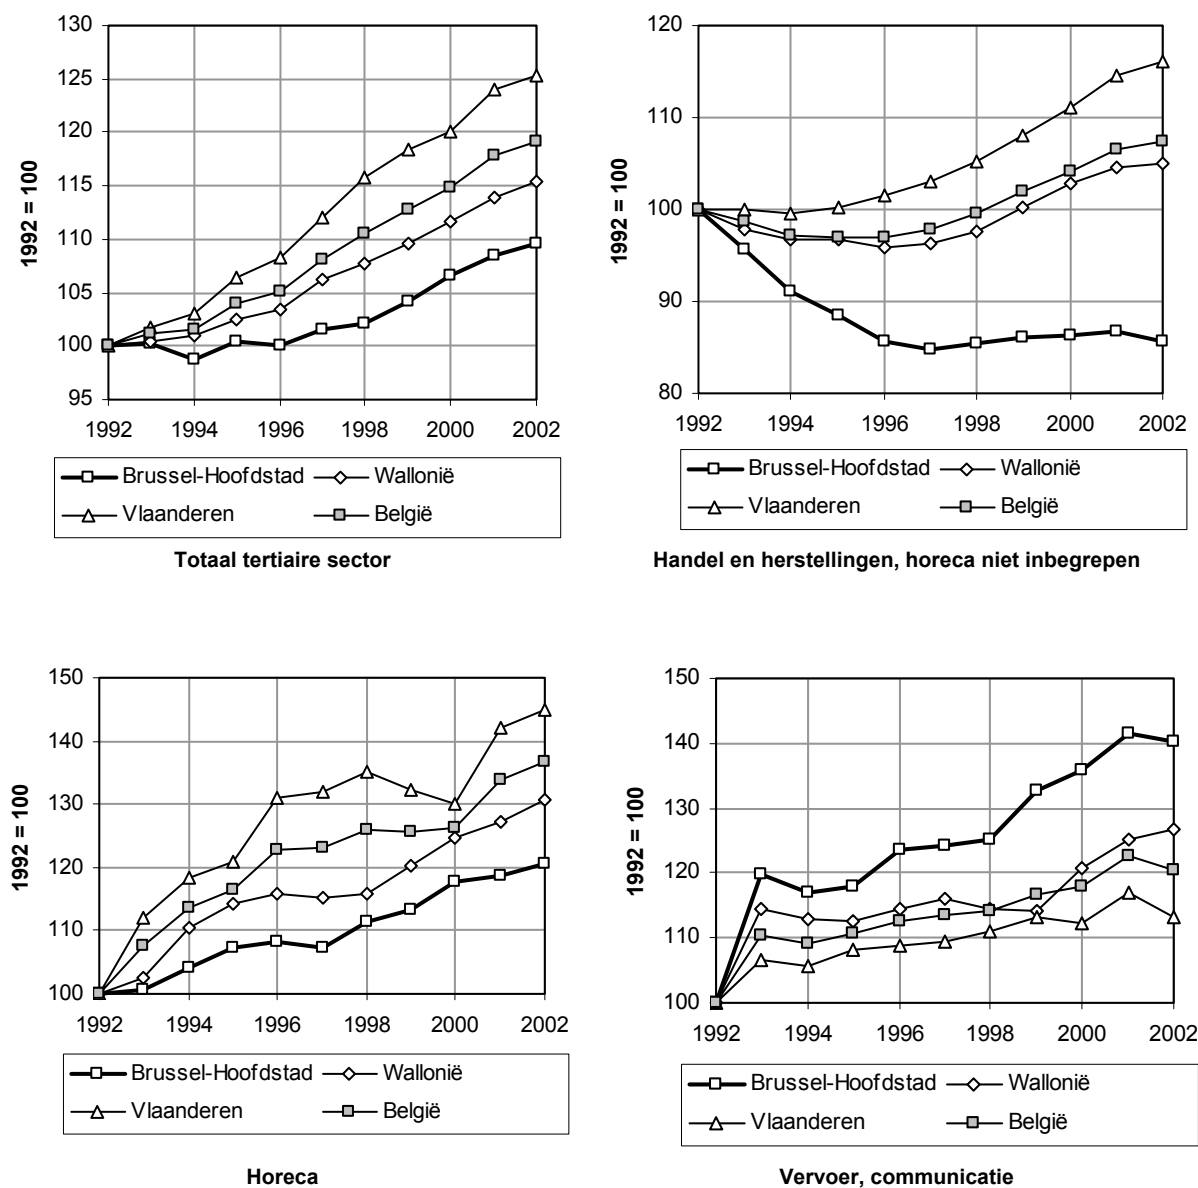 130
125
120
115
110
105
100
95
1992 = 100
1992 1994 1996 1998 2000 2002
Brussel-Hoofdstad Wallonië
Vlaanderen België
Totaal tertiaire sector
120
110
100
90
80
1992 = 100
1992 1994 1996 1998 2000 2002
Brussel-Hoofdstad Wallonië
Vlaanderen België
Handel en herstellingen, horeca niet inbegrepen
150
140
130
120
110
100
1992 = 100
1992 1994 1996 1998 2000 2002
Brussel-Hoofdstad Wallonië
Vlaanderen België
Horeca
150
140
130
120
110
100
1992 = 100
1992 1994 1996 1998 2000 2002
Brussel-Hoofdstad Wallonië
Vlaanderen België
Vervoer, communicatie